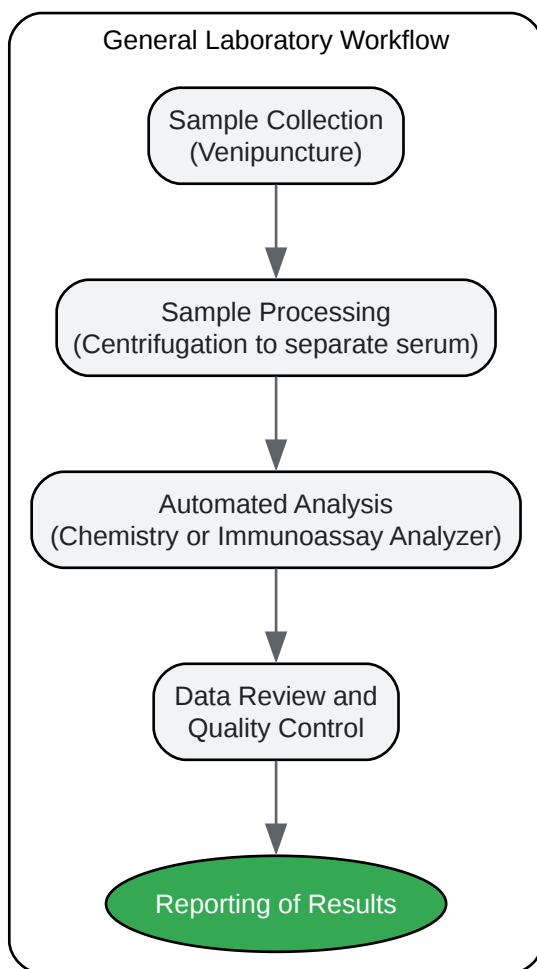 General Laboratory Workflow
Sample Collection
(Venipuncture)
Sample Processing
(Centrifugation to separate serum)
Automated Analysis
(Chemistry or Immunoassay Analyzer)
Data Review and
Quality Control
Reporting of Results